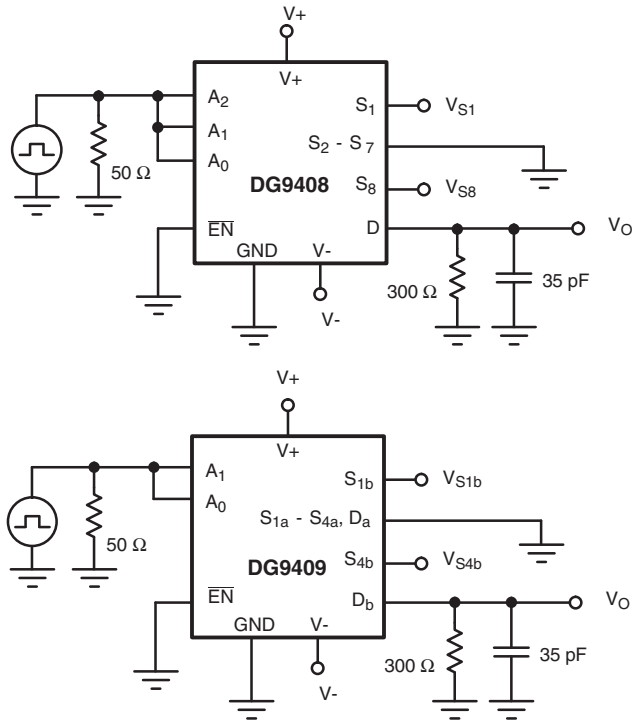 V+
V+
A2
S1
VS1
A1
S2 - S7
A0
50 Ω
DG9408
S8
VS8
EN
D
VO
GND
V-
300 Ω
35 pF
V-
V+
V+
A1
S1b
VS1b
A0
S1a - S4a, Da
50 Ω
DG9409
S4b
VS4b
EN
Db
VO
GND
V-
300 Ω
35 pF
V-